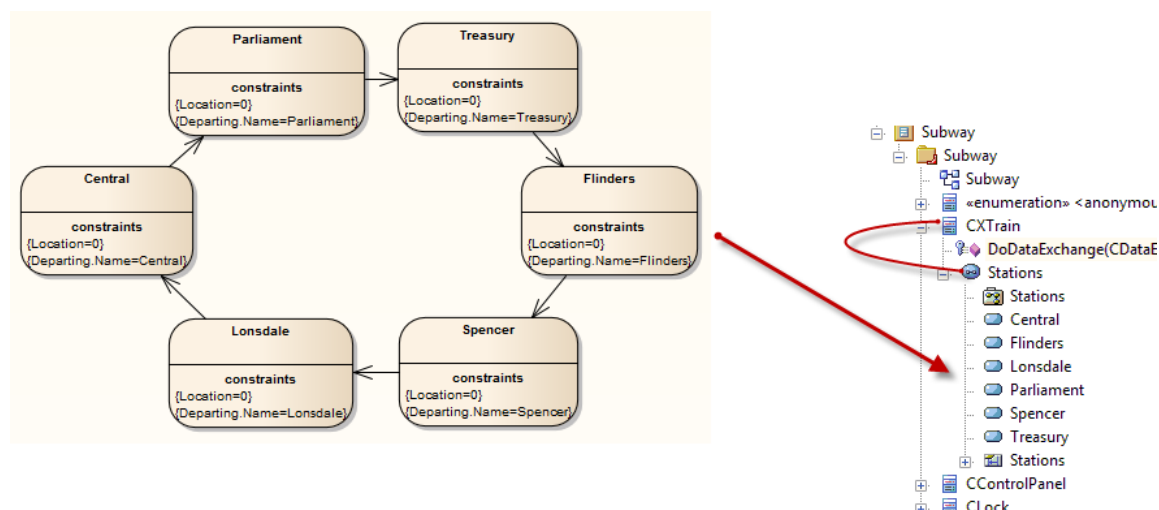 Parliament
constraints
{Location=0}
{Departing.Name=Parliament}
Treasury
constraints
{Location=0}
{Departing.Name=Treasury}
Central
constraints
{Location=0}
{Departing.Name=Central}
Flinders
constraints
{Location=0}
{Departing.Name=Flinders}
Lonsdale
constraints
{Location=0}
{Departing.Name=Lonsdale}
Spencer
constraints
{Location=0}
{Departing.Name=Spencer}
Subway
Subway
Subway
«enumeration» <anonymou
CXTrain
DoDataExchange(CDataE
Stations
Stations
Central
Flinders
Lonsdale
Parliament
Spencer
Treasury
Stations
CControlPanel
CLock